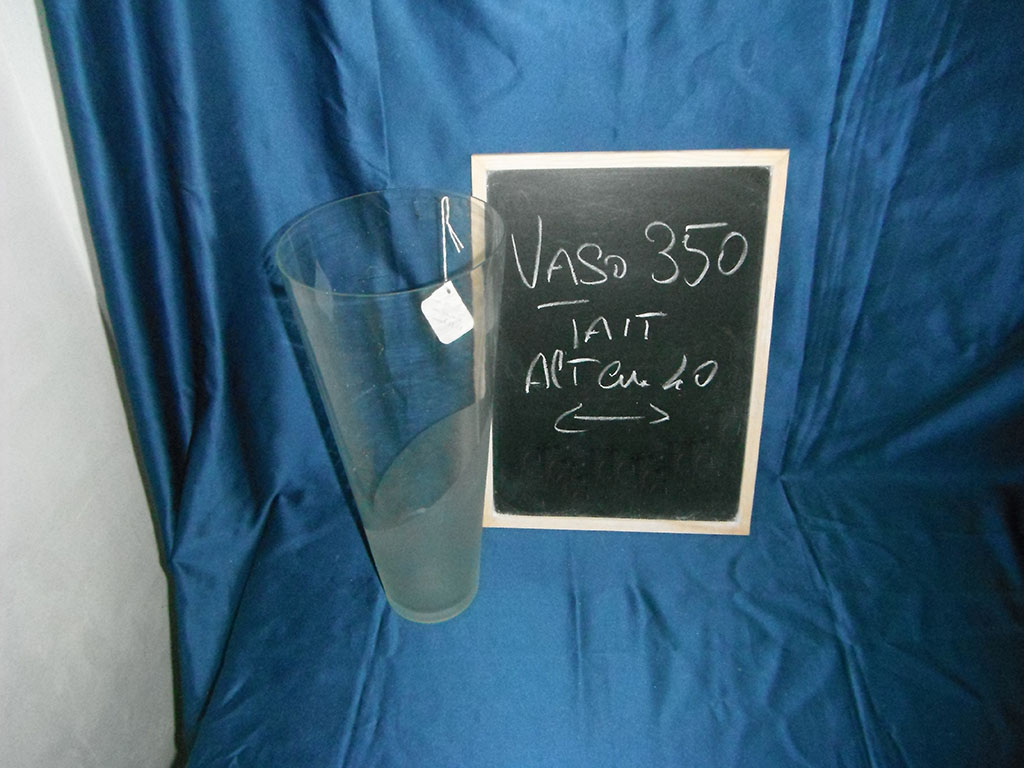 VASO 350
TAIT
ALT cm. 40